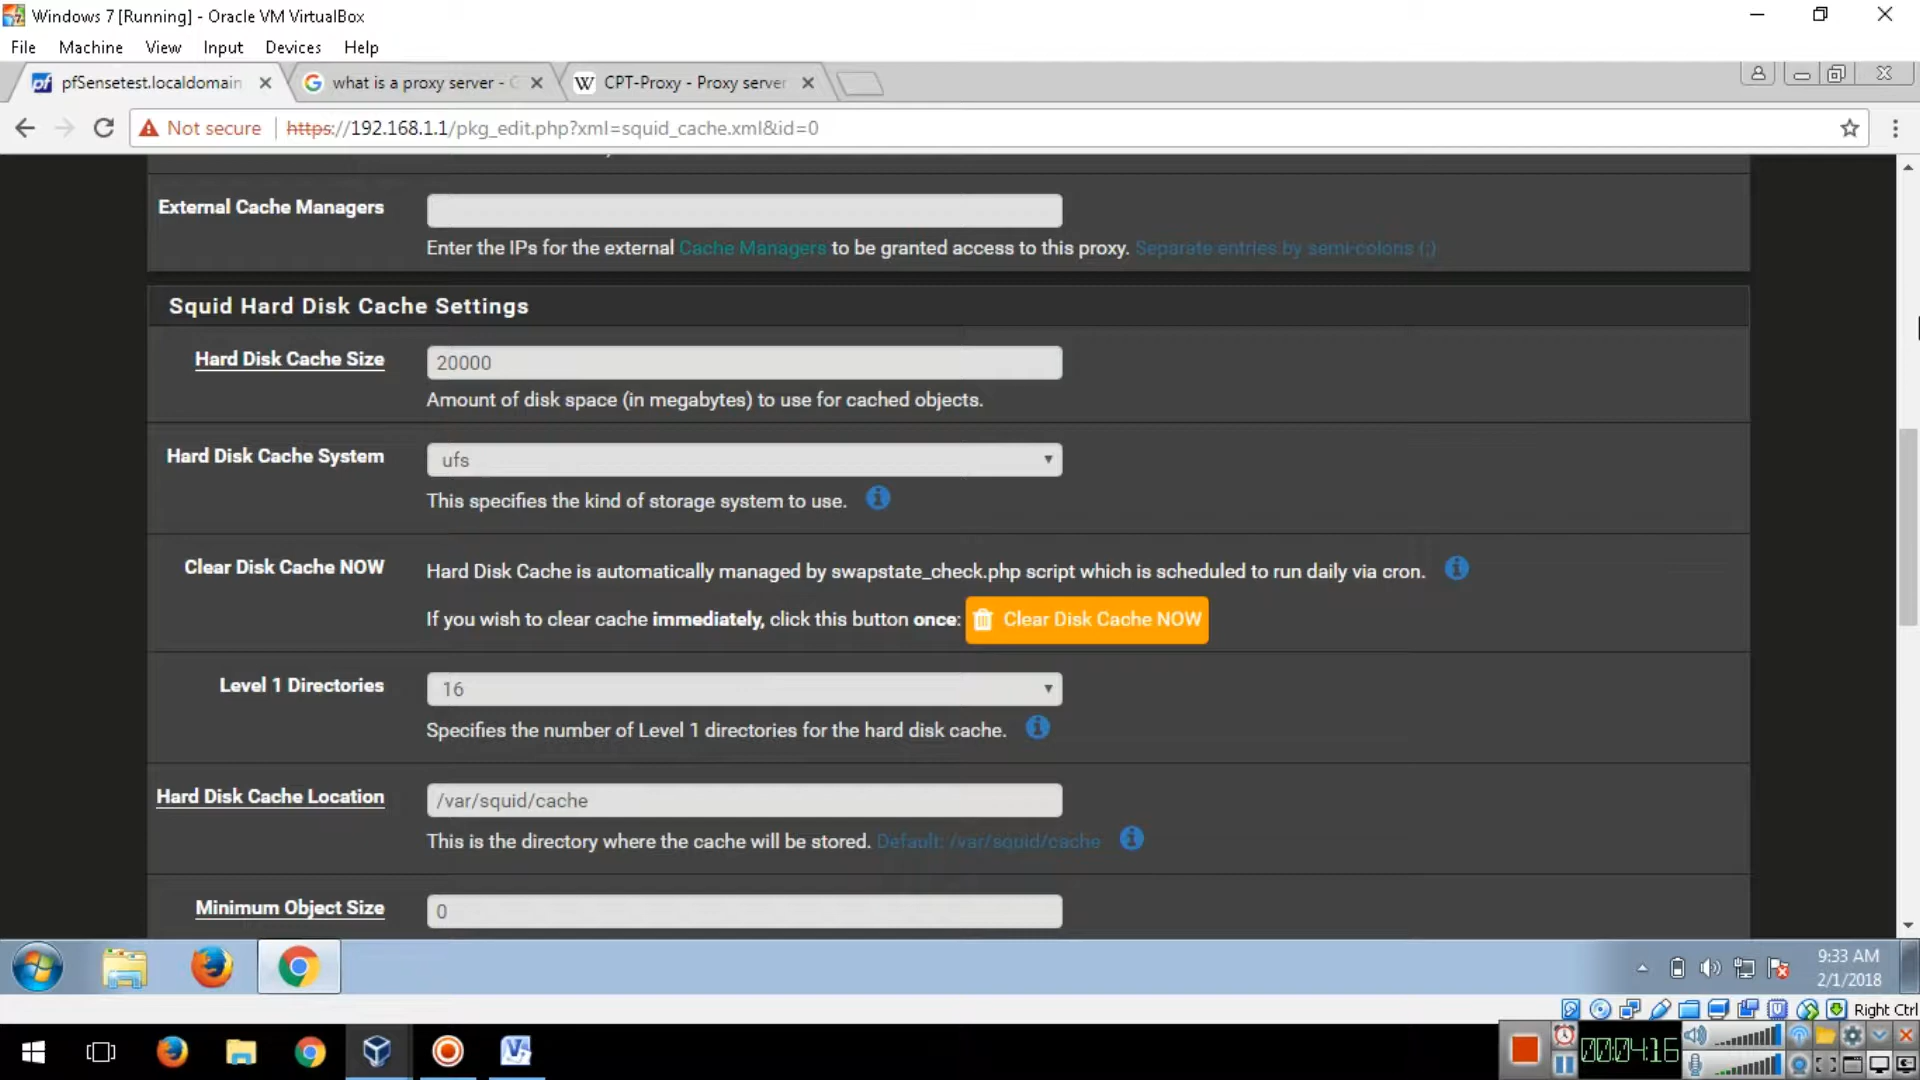 Windows 7 [Running] - Oracle VM VirtualBox
File Machine View Input Devices Help
pfSensetest.localdomain
what is a proxy server -
CPT-Proxy - Proxy server
Not secure https://192.168.1.1/pkg_edit.php?xml=squid_cache.xml&id=0
External Cache Managers
Enter the IPs for the external Cache Managers to be granted access to this proxy. Separate entries by semi-colons (;)
Squid Hard Disk Cache Settings
Hard Disk Cache Size 20000
Amount of disk space (in megabytes) to use for cached objects.
Hard Disk Cache System ufs
This specifies the kind of storage system to use.
Clear Disk Cache NOW Hard Disk Cache is automatically managed by swapstate_check.php script which is scheduled to run daily via cron.
If you wish to clear cache immediately, click this button once: Clear Disk Cache NOW
Level 1 Directories 16
Specifies the number of Level 1 directories for the hard disk cache.
Hard Disk Cache Location /var/squid/cache
This is the directory where the cache will be stored. Default: /var/squid/cache
Minimum Object Size 0
9:33 AM
2/1/2018
Right Ctrl
00:04:16